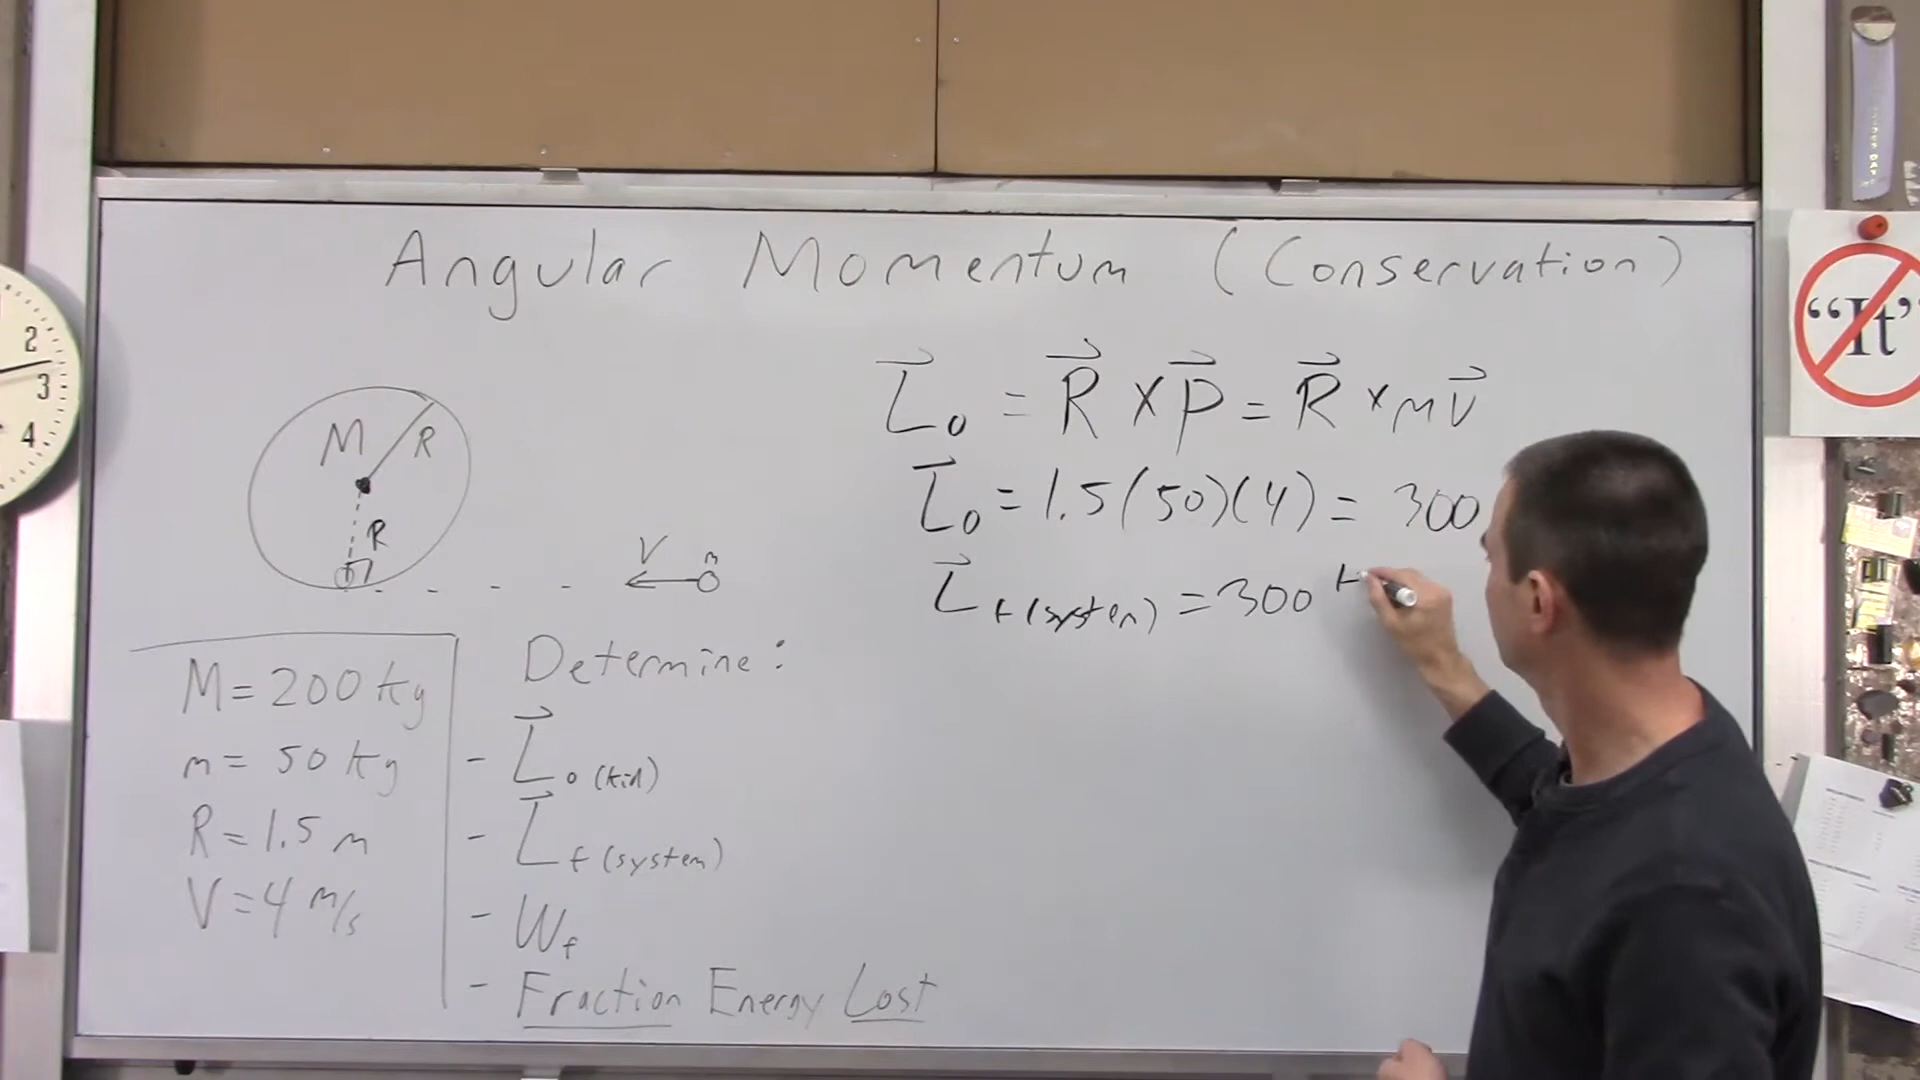 Angular Momentum (Conservation)
L₀ = R × P = R × mV
L₀ = 1.5(50)(4) = 300
L f (system) = 300
M
R
R
V
m
M = 200 kg
m = 50 kg
R = 1.5 m
V = 4 m/s
Determine:
- L o (kid)
- L f (system)
- W f
- Fraction Energy Lost
2
3
4
“It”